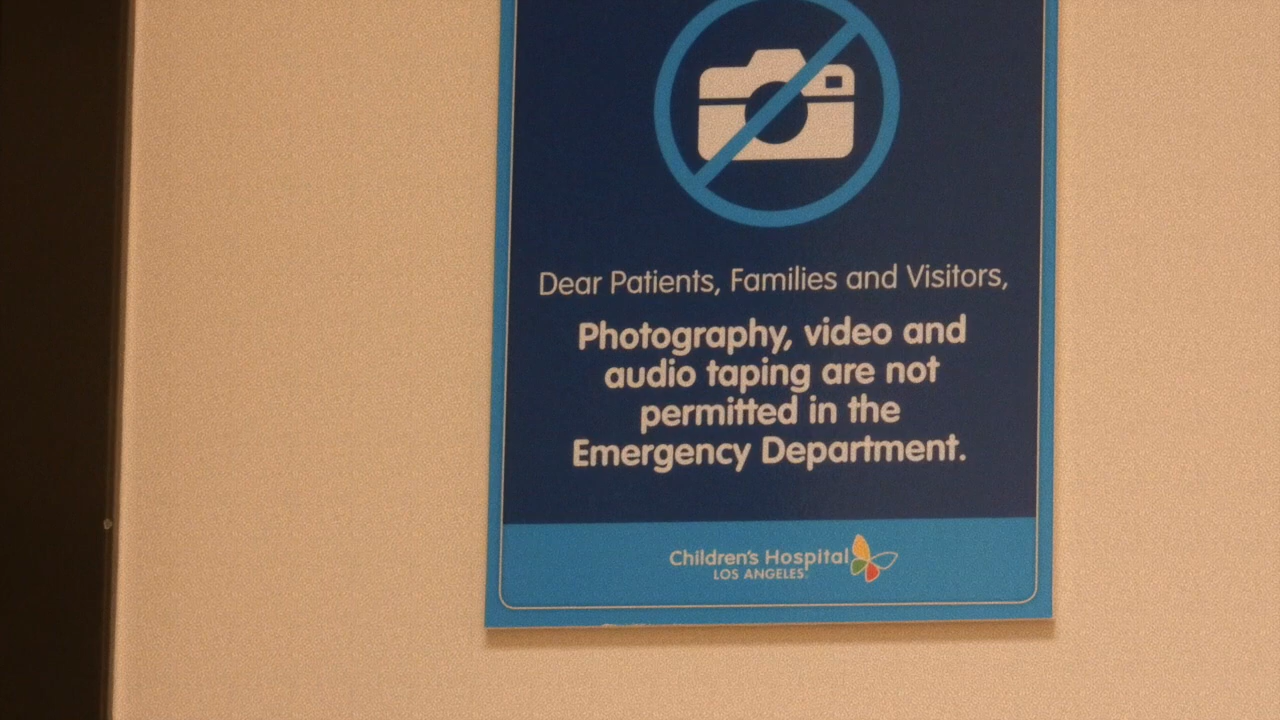 Dear Patients, Families and Visitors,
Photography, video and
audio taping are not
permitted in the
Emergency Department.
Children's Hospital
LOS ANGELES